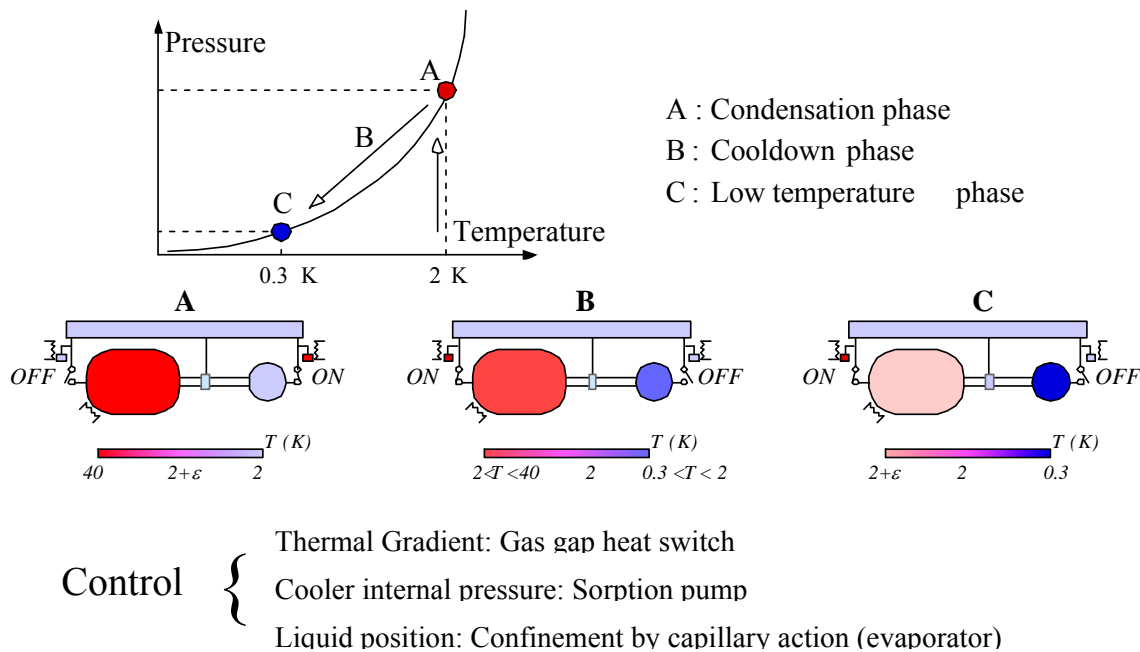 Pressure
A
B
C
Temperature
0.3 K
2 K
A : Condensation phase
B : Cooldown phase
C : Low temperature phase
A
B
C
OFF
ON
ON
OFF
ON
OFF
T (K)
40
2+ε
2
T (K)
2<T<40
2
0.3 <T< 2
T (K)
2+ε
2
0.3
Control
Thermal Gradient: Gas gap heat switch
Cooler internal pressure: Sorption pump
Liquid position: Confinement by capillary action (evaporator)